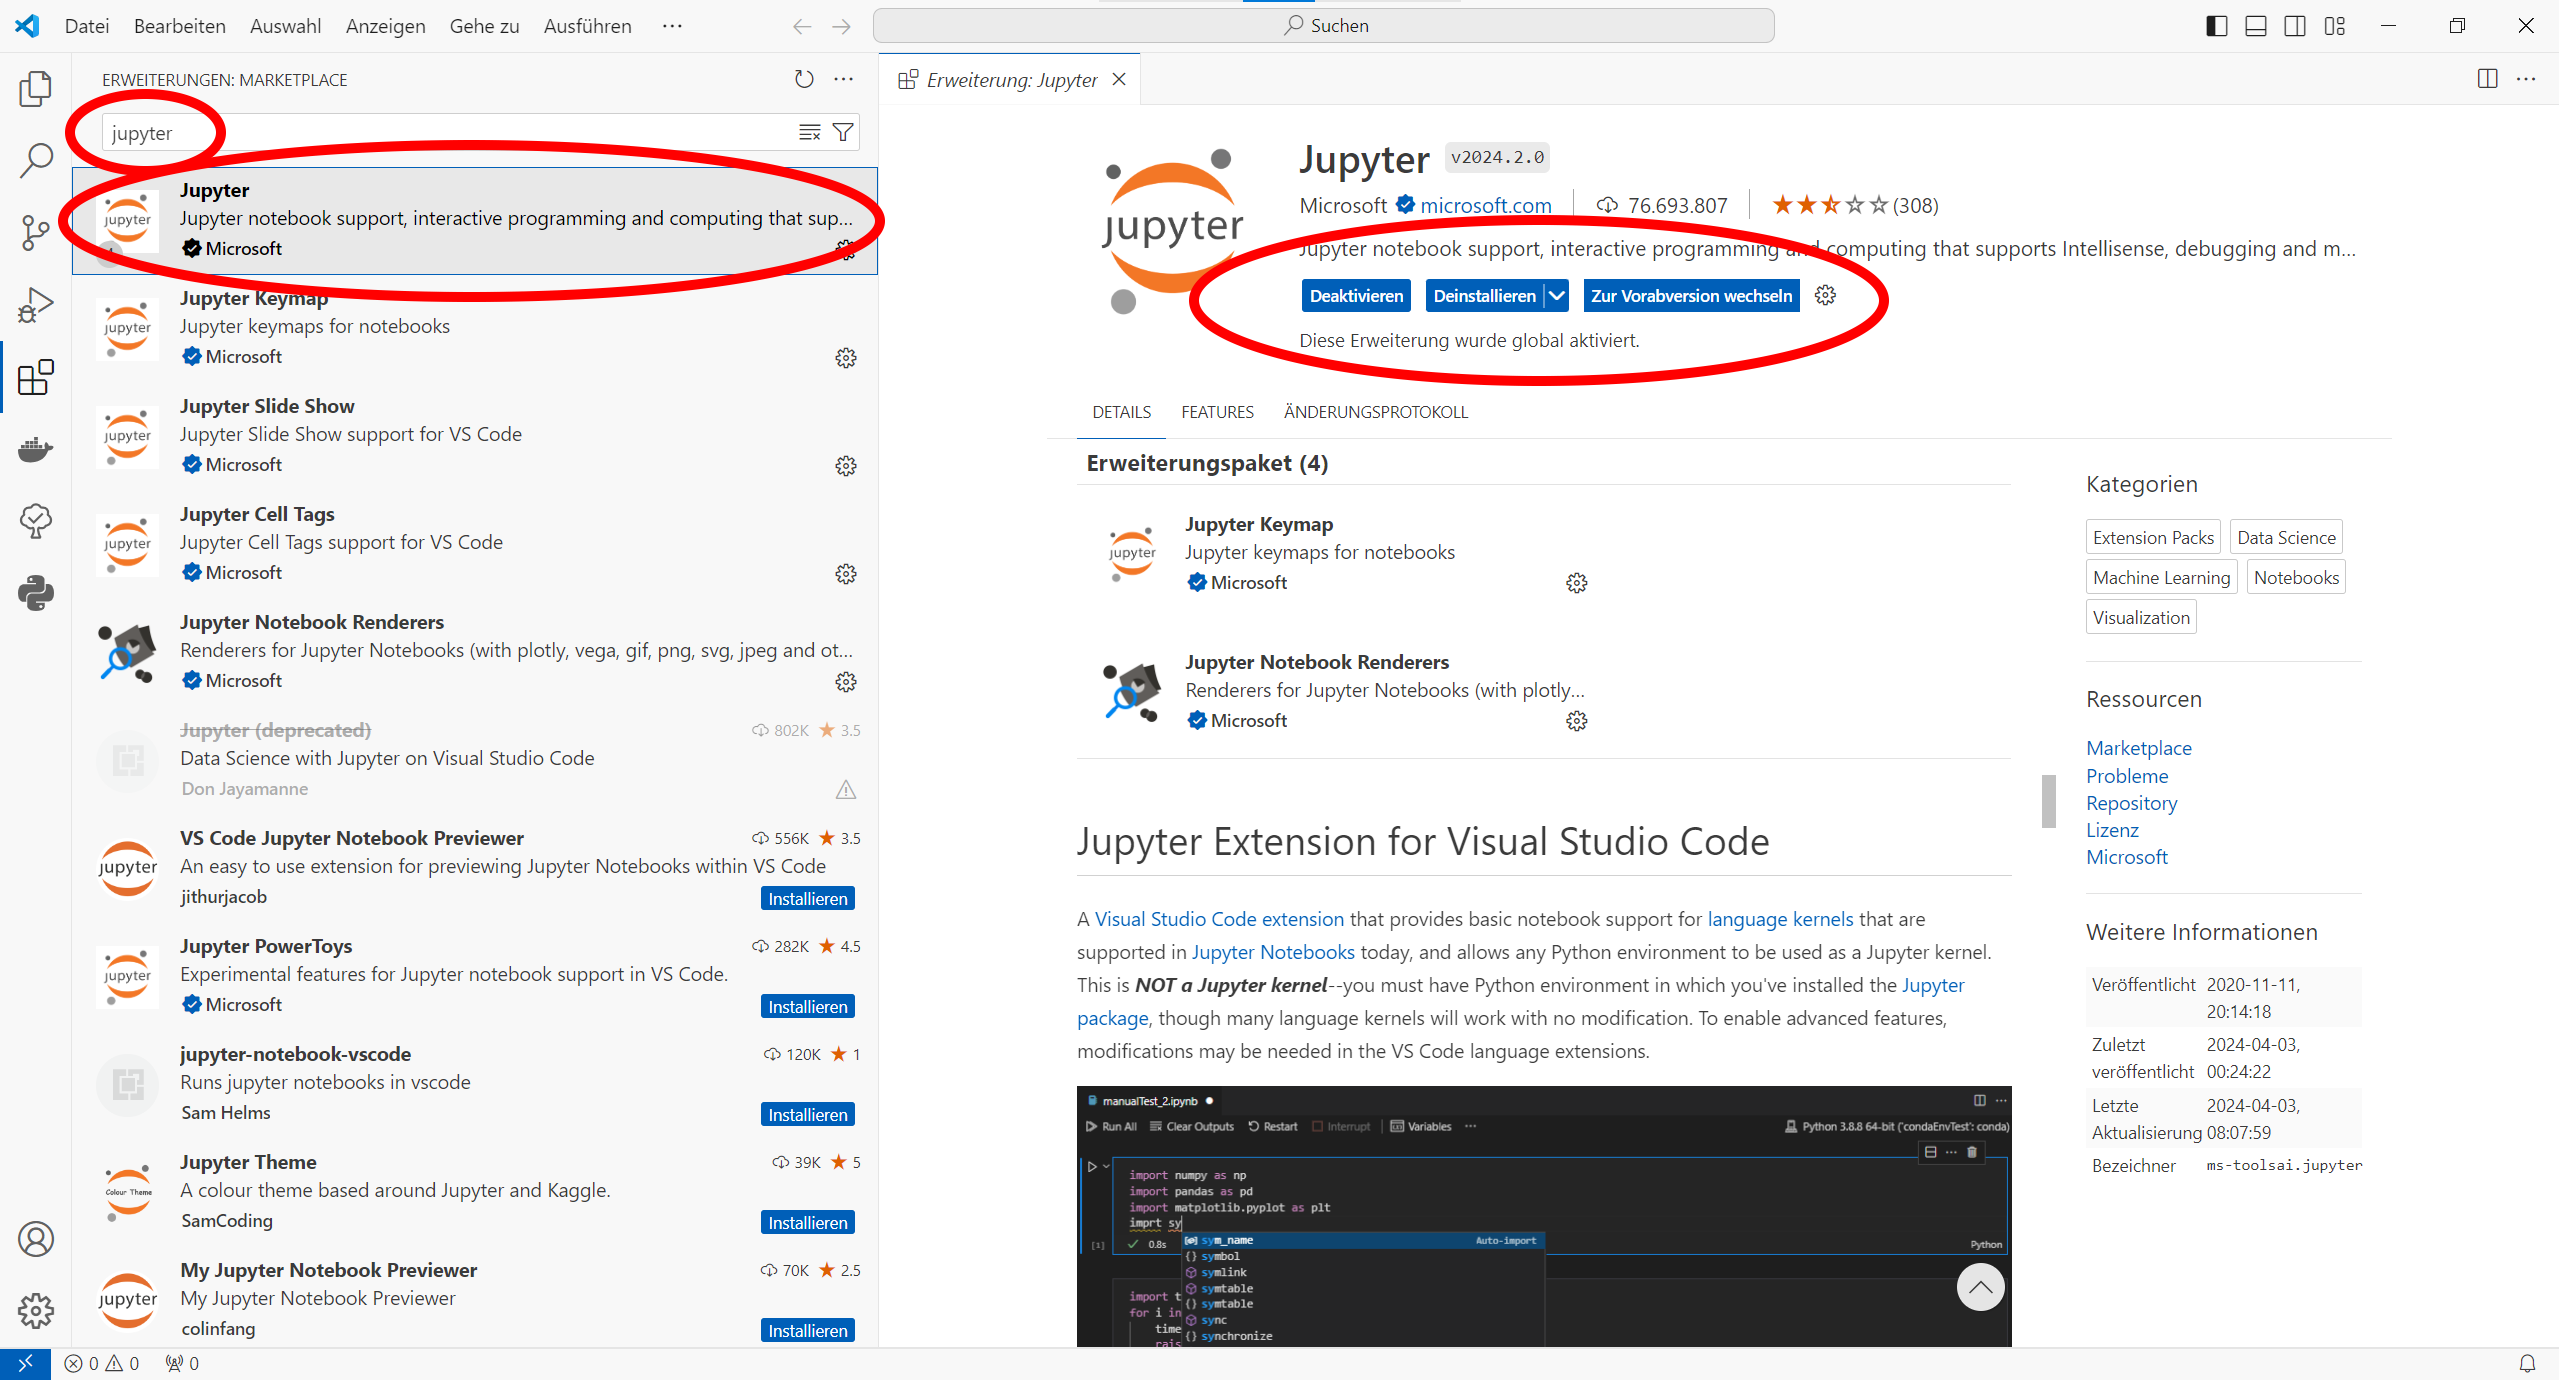 Datei Bearbeiten Auswahl Anzeigen Gehe zu Ausführen ···
Suchen
ERWEITERUNGEN: MARKETPLACE
jupyter
Jupyter
Jupyter notebook support, interactive programming and computing that sup...
Microsoft
Jupyter Keymap
Jupyter keymaps for notebooks
Microsoft
Jupyter Slide Show
Jupyter Slide Show support for VS Code
Microsoft
Jupyter Cell Tags
Jupyter Cell Tags support for VS Code
Microsoft
Jupyter Notebook Renderers
Renderers for Jupyter Notebooks (with plotly, vega, gif, png, svg, jpeg and ot...
Microsoft
Jupyter (deprecated) 802K ★ 3.5
Data Science with Jupyter on Visual Studio Code
Don Jayamanne
VS Code Jupyter Notebook Previewer 556K ★ 3.5
An easy to use extension for previewing Jupyter Notebooks within VS Code
jithurjacob Installieren
Jupyter PowerToys 282K ★ 4.5
Experimental features for Jupyter notebook support in VS Code.
Microsoft Installieren
jupyter-notebook-vscode 120K ★ 1
Runs jupyter notebooks in vscode
Sam Helms Installieren
Jupyter Theme 39K ★ 5
Colour Theme
A colour theme based around Jupyter and Kaggle.
SamCoding Installieren
My Jupyter Notebook Previewer 70K ★ 2.5
My Jupyter Notebook Previewer
colinfang Installieren
Erweiterung: Jupyter
jupyter
Jupyter v2024.2.0
Microsoft microsoft.com 76.693.807 (308)
Jupyter notebook support, interactive programming and computing that supports Intellisense, debugging and m...
Deaktivieren Deinstallieren Zur Vorabversion wechseln
Diese Erweiterung wurde global aktiviert.
DETAILS FEATURES ÄNDERUNGSPROTOKOLL
Erweiterungspaket (4)
Jupyter Keymap
Jupyter keymaps for notebooks
Microsoft
Jupyter Notebook Renderers
Renderers for Jupyter Notebooks (with plotly...
Microsoft
Jupyter Extension for Visual Studio Code
A Visual Studio Code extension that provides basic notebook support for language kernels that are
supported in Jupyter Notebooks today, and allows any Python environment to be used as a Jupyter kernel.
This is NOT a Jupyter kernel--you must have Python environment in which you've installed the Jupyter
package, though many language kernels will work with no modification. To enable advanced features,
modifications may be needed in the VS Code language extensions.
manualTest_2.ipynb
Run All Clear Outputs Restart Interrupt Variables ··· Python 3.8.8 64-bit ('condaEnvTest': conda)
import numpy as np
import pandas as pd
import matplotlib.pyplot as plt
imprt sy
[1] 0.8s Python
sym_name Auto-import
symbol
symlink
symtable
symtable
sync
synchronize
import t
for i in
time
rais
Kategorien
Extension Packs Data Science
Machine Learning Notebooks
Visualization
Ressourcen
Marketplace
Probleme
Repository
Lizenz
Microsoft
Weitere Informationen
Veröffentlicht 2020-11-11,
20:14:18
Zuletzt 2024-04-03,
veröffentlicht 00:24:22
Letzte 2024-04-03,
Aktualisierung 08:07:59
Bezeichner ms-toolsai.jupyter
0 0 0